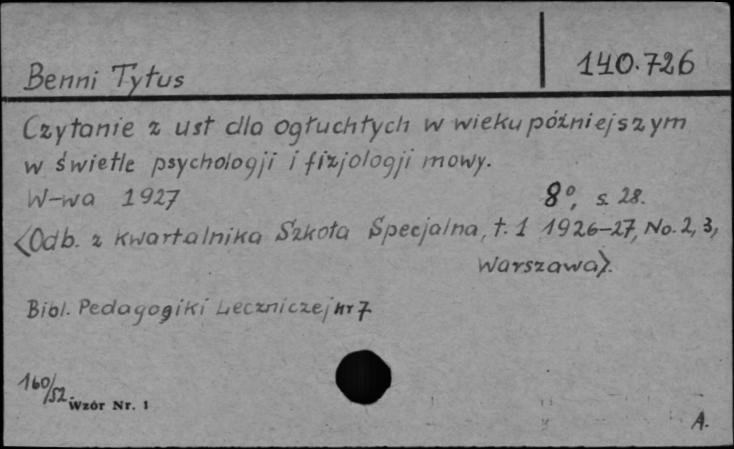 Benni Tytus
140.726
Czytanie z ust dla ogłuchłych w wieku późniejszym
w świetle psychologji i fizjologji mowy.
W-wa 1927 8°, s. 28.
<Odb. z kwartalnika Szkoła Specjalna, t. 1 1926-27, No. 2, 3,
Warszawa>.
Bibl. Pedagogiki Leczniczej nr 7
160/52.
Wzór Nr. 1
A.